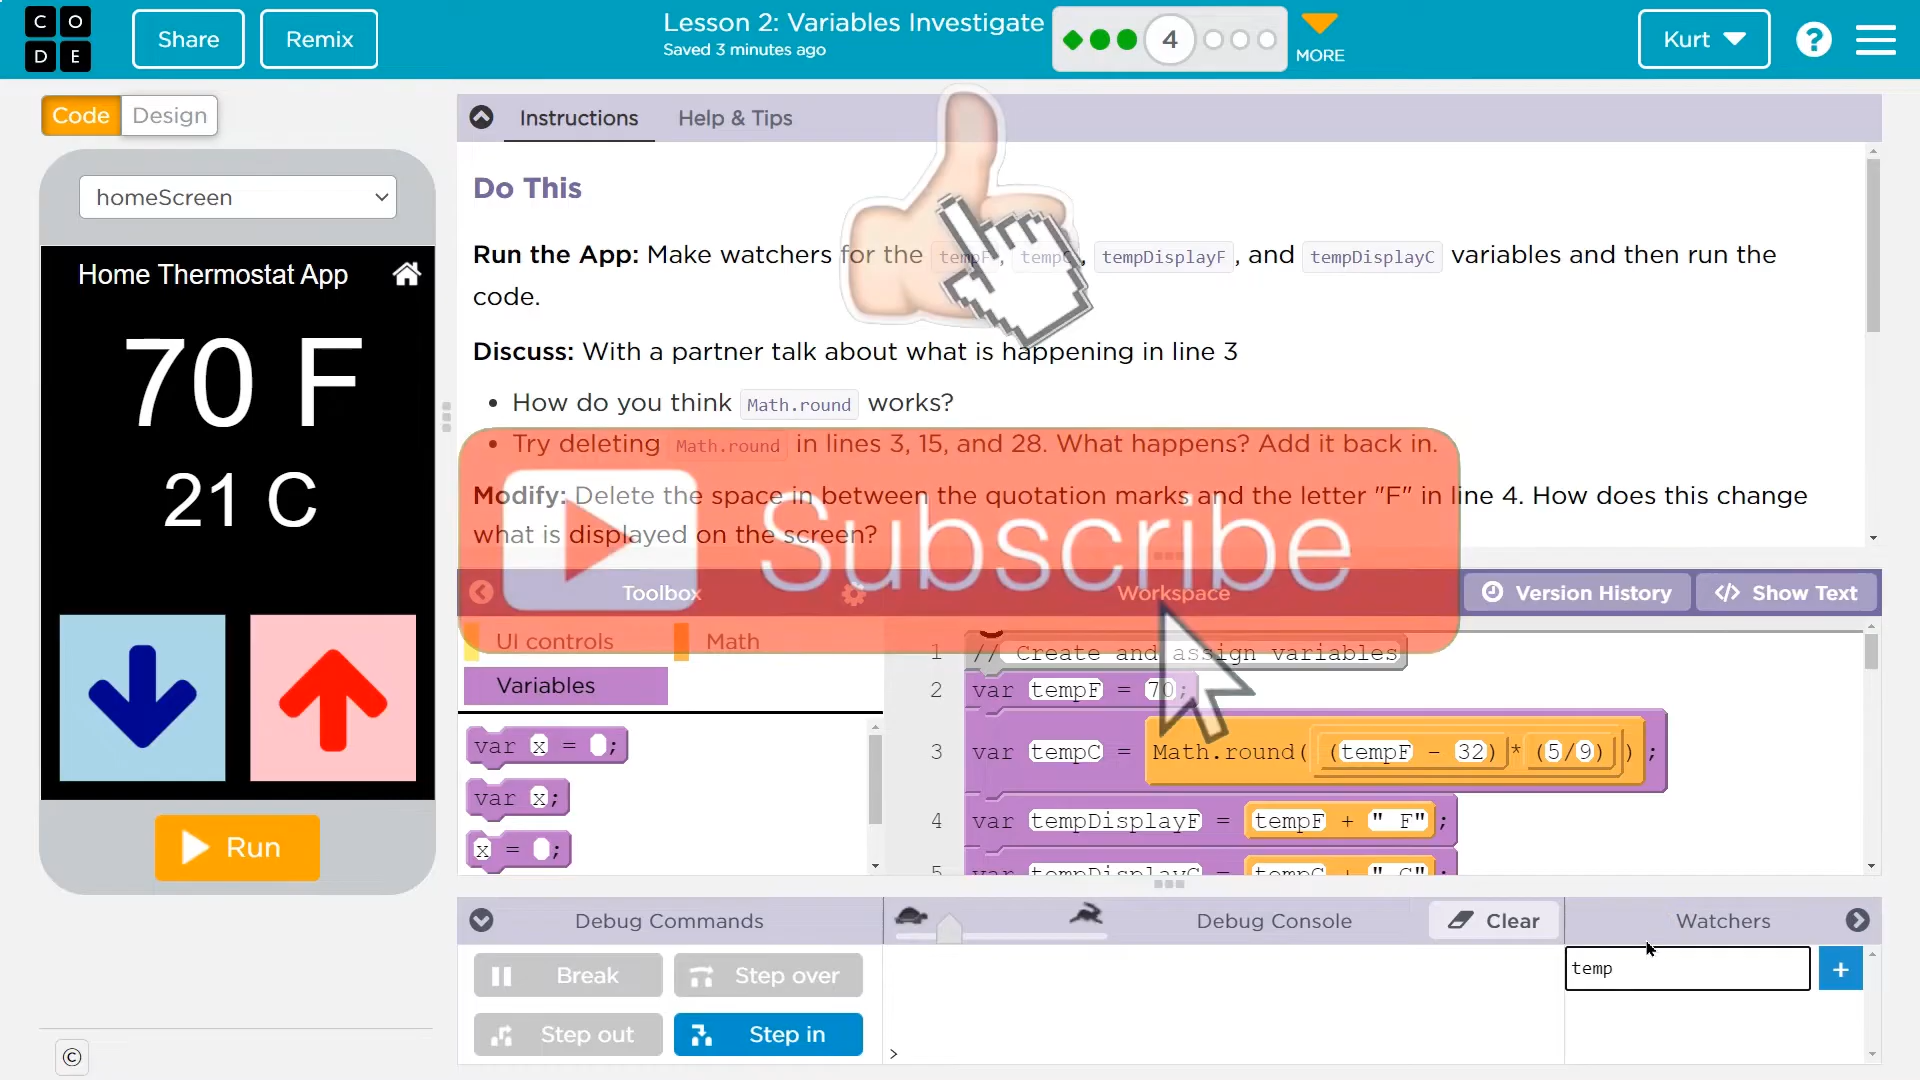 CO
DE
Share
Remix
Lesson 2: Variables Investigate
Saved 3 minutes ago
4
MORE
Kurt
?
Code
Design
homeScreen
Home Thermostat App
70 F
21 C
Run
©
Instructions
Help & Tips
Do This
Run the App: Make watchers for the tempF, tempC, tempDisplayF, and tempDisplayC variables and then run the
code.
Discuss: With a partner talk about what is happening in line 3
• How do you think Math.round works?
• Try deleting Math.round in lines 3, 15, and 28. What happens? Add it back in.
Modify: Delete the space in between the quotation marks and the letter "F" in line 4. How does this change
what is displayed on the screen?
Subscribe
Toolbox
Workspace
Version History
</> Show Text
UI controls
Math
Variables
var x = ;
var x;
x = ;
1 // Create and assign variables
2 var tempF = 70;
3 var tempC = Math.round( (tempF - 32) * (5/9) ) ;
4 var tempDisplayF = tempF + " F" ;
5 var tempDisplayC = tempC + " C" ;
Debug Commands
Break
Step over
Step out
Step in
Debug Console
Clear
>
Watchers
temp
+